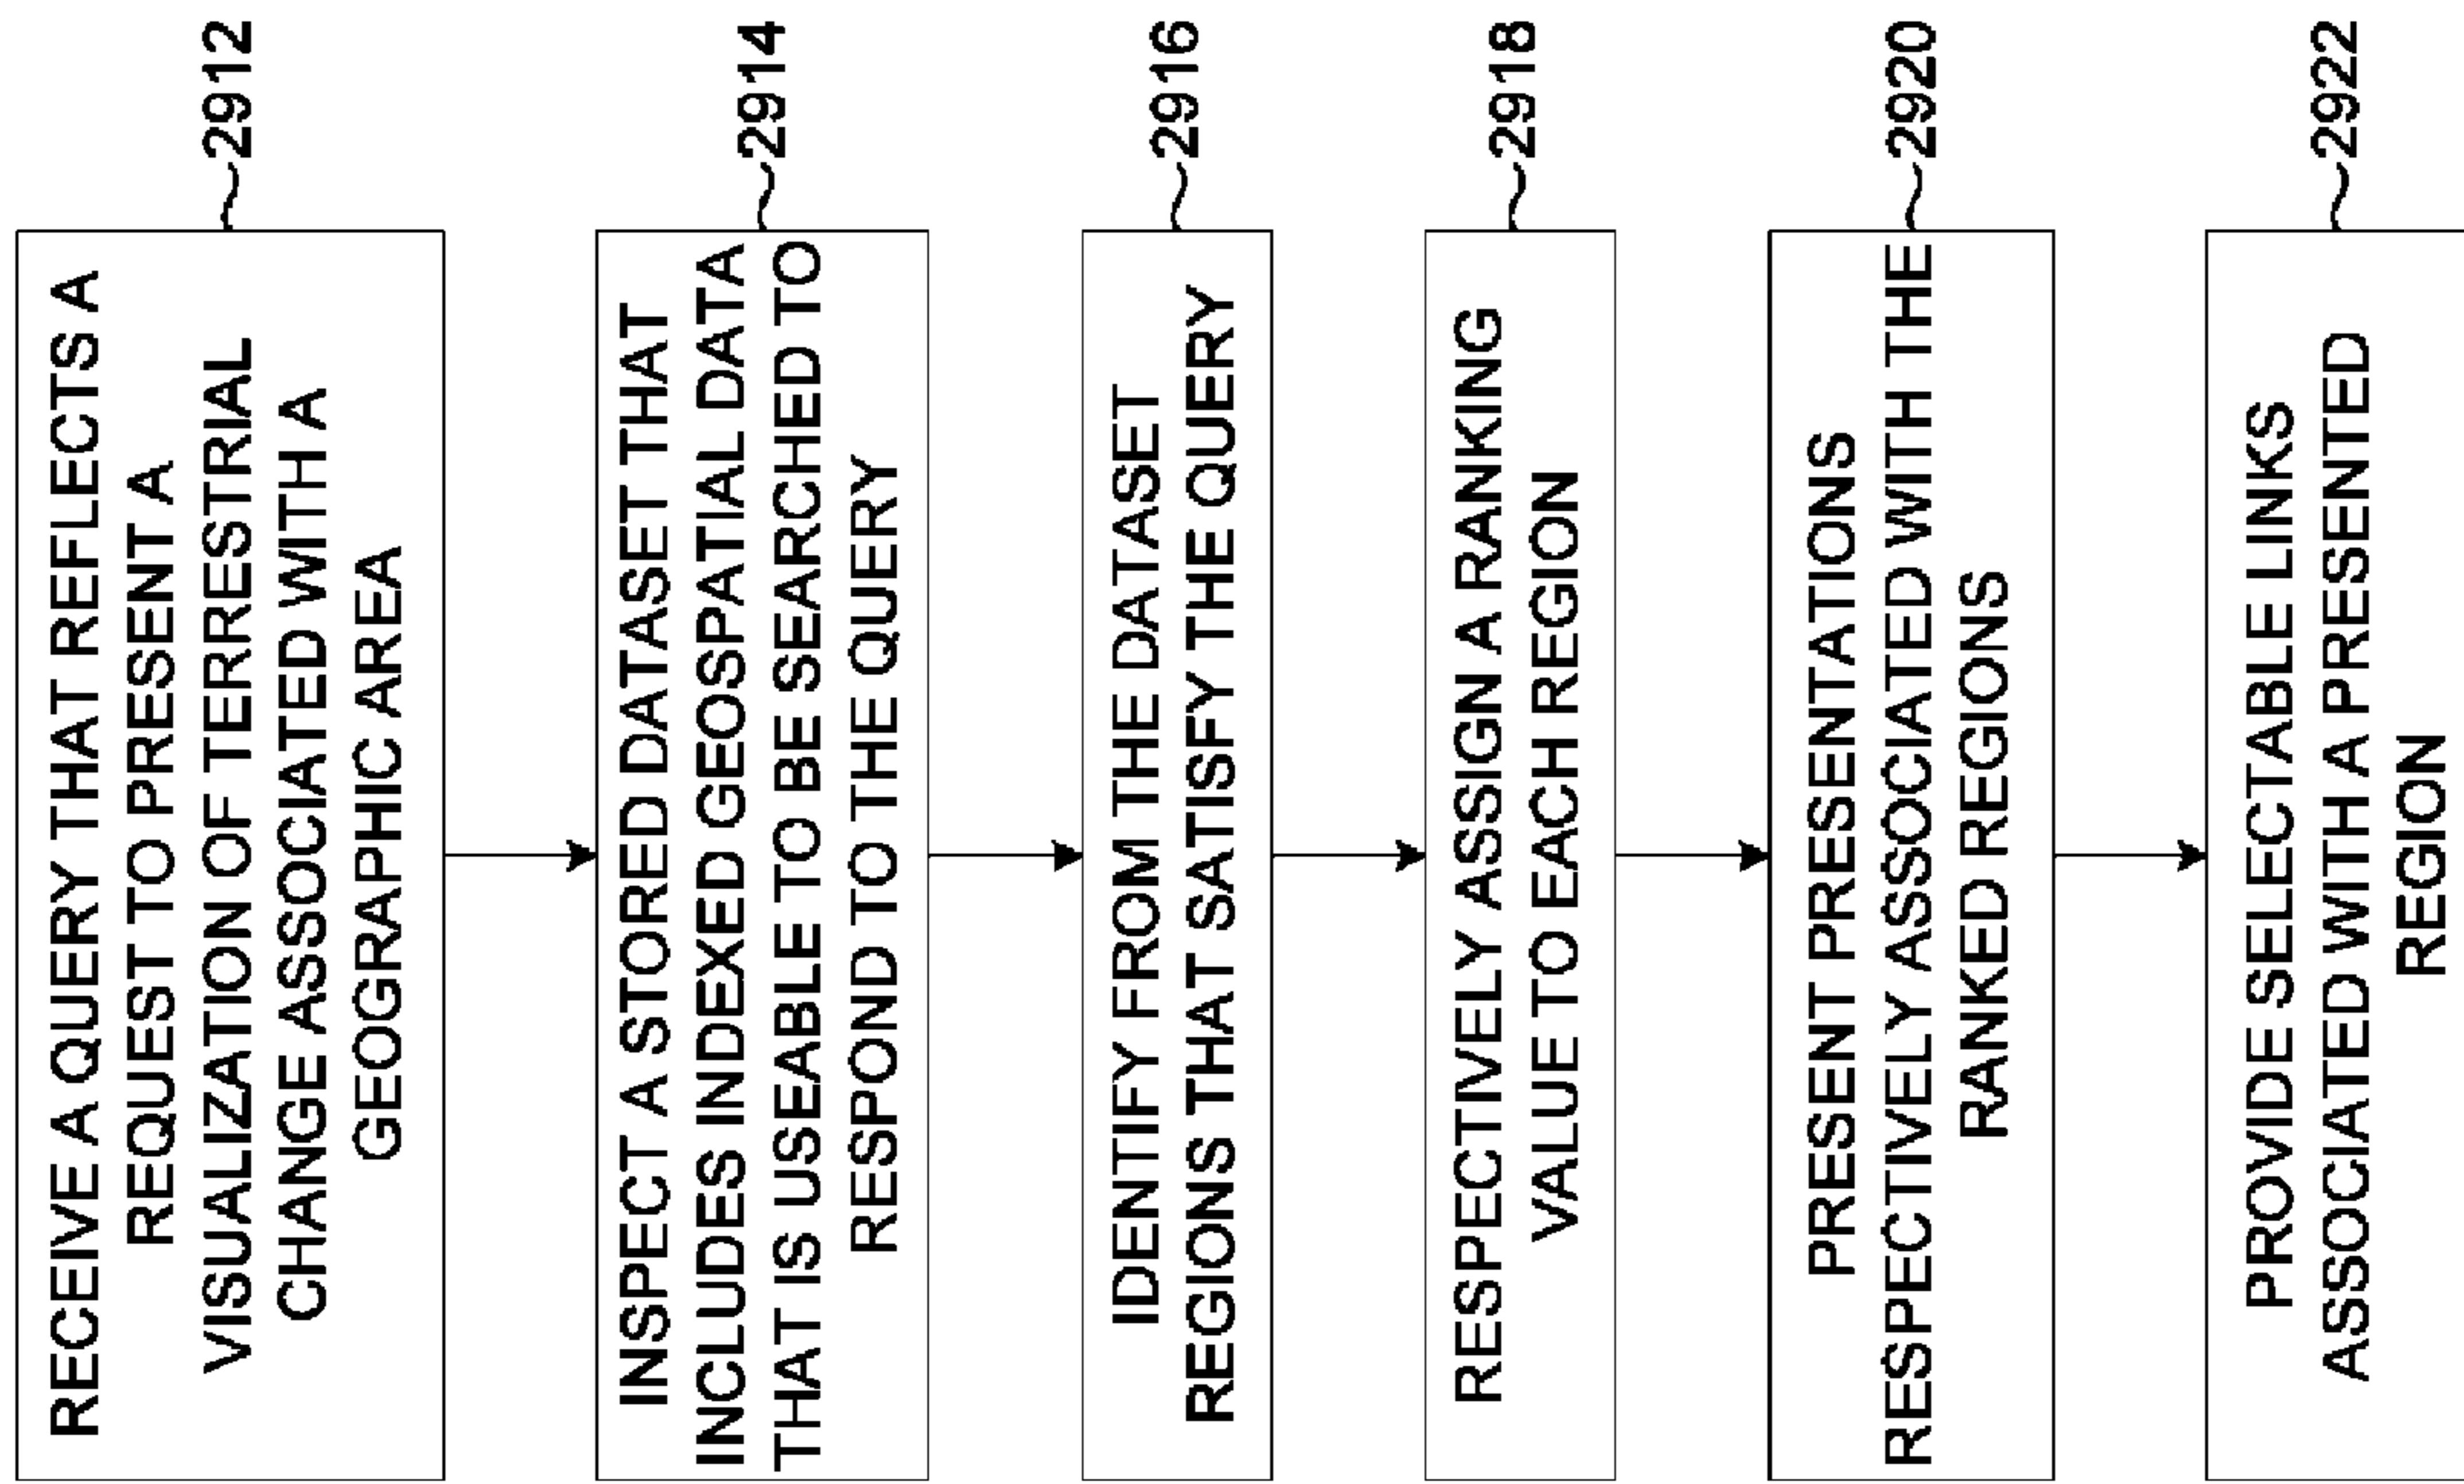 RECEIVE A QUERY THAT REFLECTS A
REQUEST TO PRESENT A
VISUALIZATION OF TERRESTRIAL
CHANGE ASSOCIATED WITH A
GEOGRAPHIC AREA
2912
INSPECT A STORED DATASET THAT
INCLUDES INDEXED GEOSPATIAL DATA
THAT IS USEABLE TO BE SEARCHED TO
RESPOND TO THE QUERY
2914
IDENTIFY FROM THE DATASET
REGIONS THAT SATISFY THE QUERY
2916
RESPECTIVELY ASSIGN A RANKING
VALUE TO EACH REGION
2918
PRESENT PRESENTATIONS
RESPECTIVELY ASSOCIATED WITH THE
RANKED REGIONS
2920
PROVIDE SELECTABLE LINKS
ASSOCIATED WITH A PRESENTED
REGION
2922